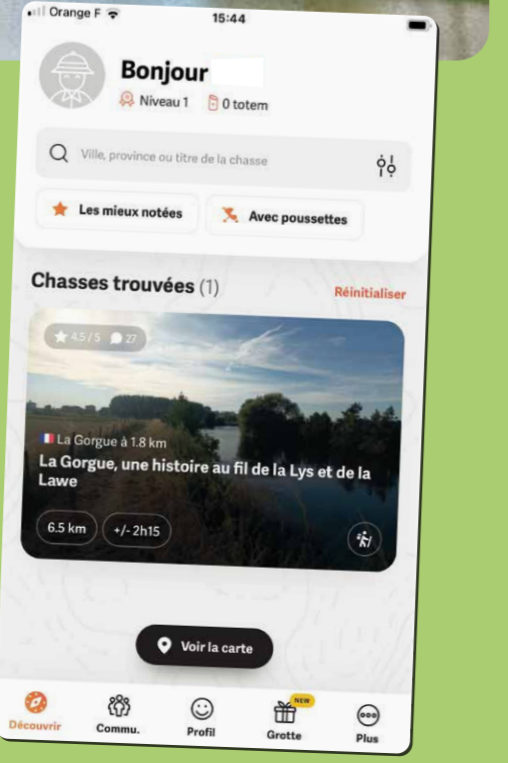 Orange F
15:44
Bonjour
Niveau 1 0 totem
Ville, province ou titre de la chasse
Les mieux notées Avec poussettes
Chasses trouvées (1)
Réinitialiser
4.5/5 27
La Gorgue à 1.8 km
La Gorgue, une histoire au fil de la Lys et de la
Lawe
6.5 km +/- 2h15
Voir la carte
NEW
Découvrir Commu. Profil Grotte Plus